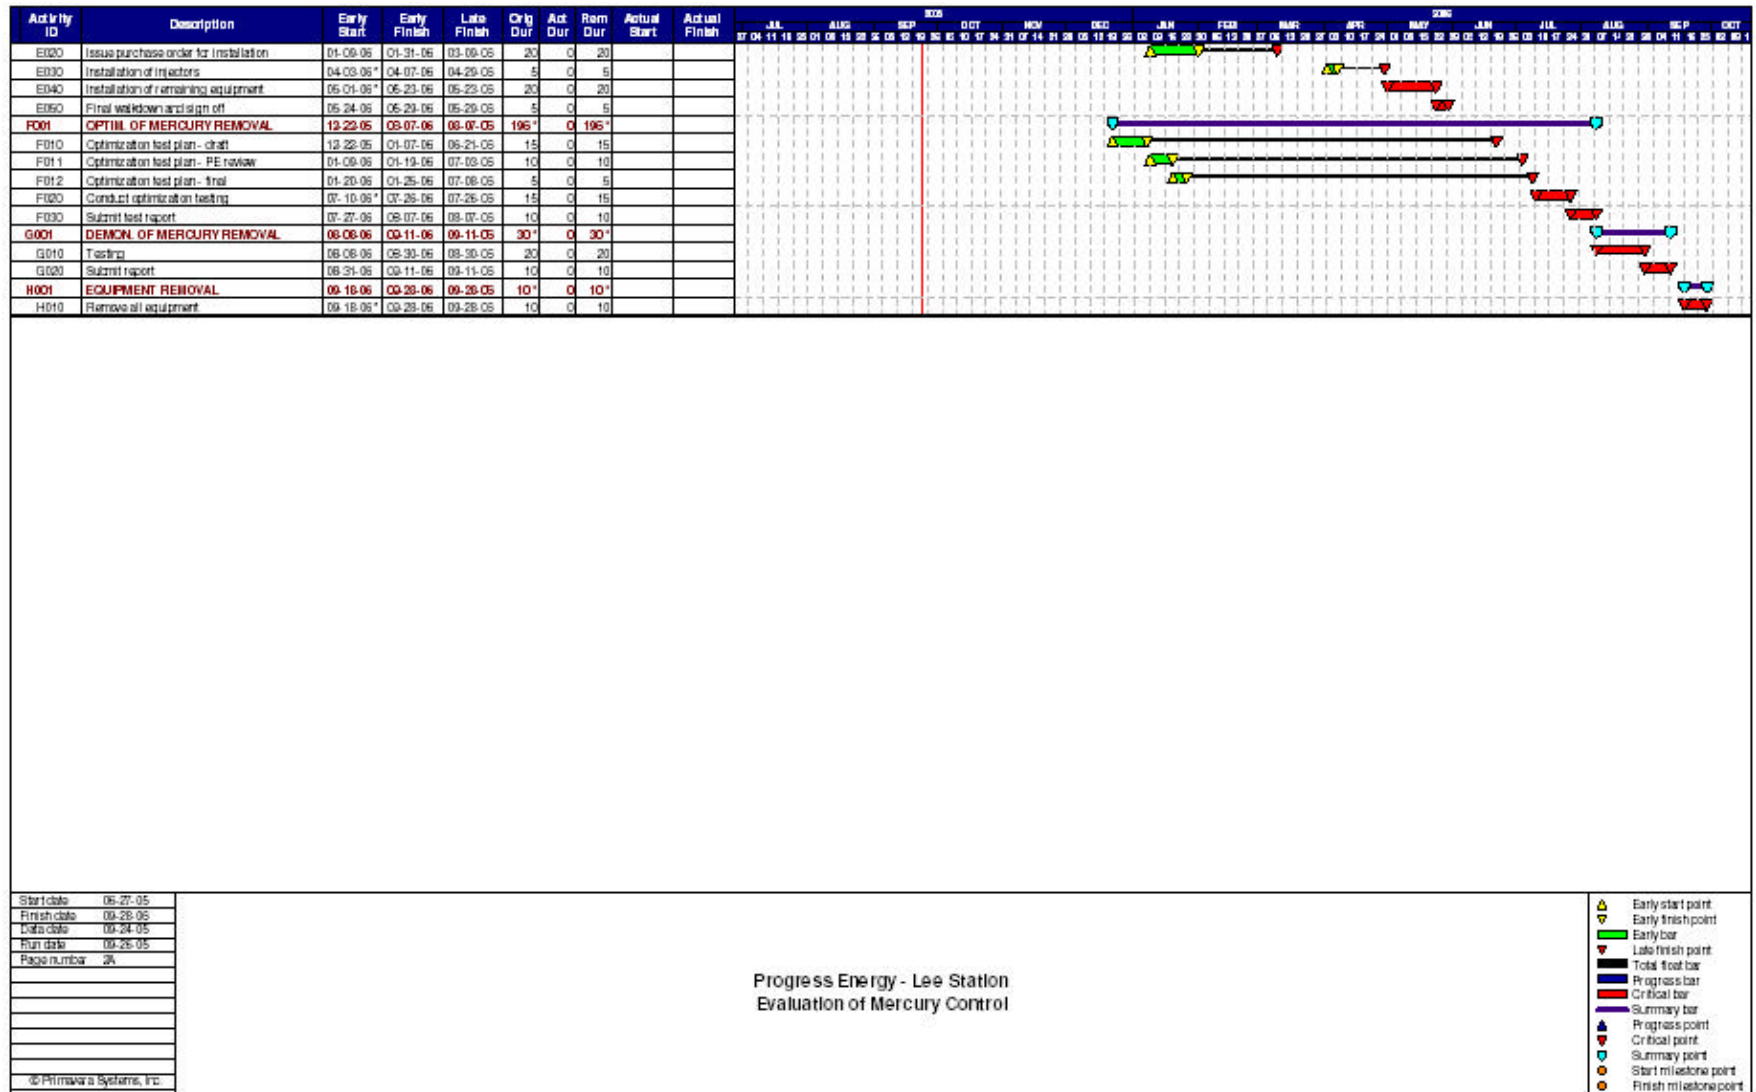 Activity ID Description Early Start Early Finish Late Finish Orig Dur Act Dur Rem Dur Actual Start Actual Finish
2005 2006
JUL AUG SEP OCT NOV DEC JAN FEB MAR APR MAY JUN JUL AUG SEP OCT
E020 Issue purchase order for installation 01-09-06 01-31-06 03-09-06 20 0 20
E030 Installation of injectors 04-03-06* 04-07-06 04-29-06 5 0 5
E040 Installation of remaining equipment 05-01-06* 05-23-06 05-23-06 20 0 20
E050 Final walkdown and sign off 05-24-06 05-29-06 05-29-06 5 0 5
F001 OPTIM. OF MERCURY REMOVAL 12-22-05 08-07-06 08-07-06 195* 0 195*
F010 Optimization test plan - draft 12-22-05 01-07-06 06-21-06 15 0 15
F011 Optimization test plan - PE review 01-09-06 01-19-06 07-03-06 10 0 10
F012 Optimization test plan - final 01-20-06 01-25-06 07-08-06 5 0 5
F020 Conduct optimization testing 07-10-06* 07-26-06 07-26-06 15 0 15
F030 Submit test report 07-27-06 08-07-06 08-07-06 10 0 10
G001 DEMON. OF MERCURY REMOVAL 08-08-06 09-11-06 09-11-06 30* 0 30*
G010 Testing 08-08-06 08-30-06 08-30-06 20 0 20
G020 Submit report 08-31-06 09-11-06 09-11-06 10 0 10
H001 EQUIPMENT REMOVAL 09-18-06 09-28-06 09-28-06 10* 0 10*
H010 Remove all equipment 09-18-06* 09-28-06 09-28-06 10 0 10
Start date 06-27-05
Finish date 09-28-06
Data date 09-24-05
Run date 09-26-05
Page number 2A
© Primavera Systems, Inc.
Progress Energy - Lee Station
Evaluation of Mercury Control
Early start point
Early finish point
Early bar
Late finish point
Total float bar
Progress bar
Critical bar
Summary bar
Progress point
Critical point
Summary point
Start milestone point
Finish milestone point